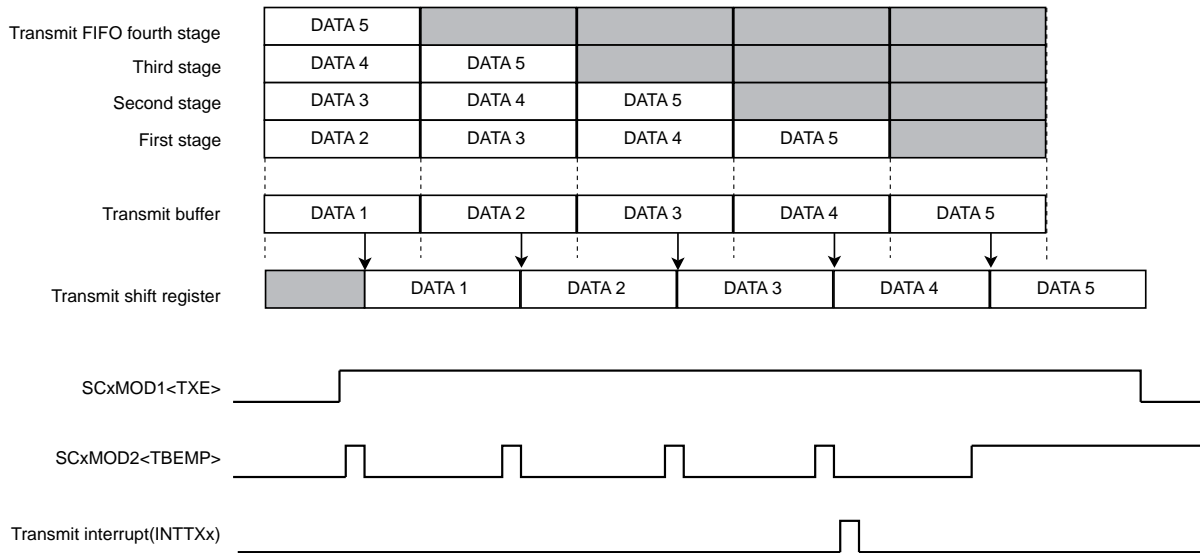 Transmit FIFO fourth stage DATA 5
Third stage DATA 4 DATA 5
Second stage DATA 3 DATA 4 DATA 5
First stage DATA 2 DATA 3 DATA 4 DATA 5
Transmit buffer DATA 1 DATA 2 DATA 3 DATA 4 DATA 5
Transmit shift register DATA 1 DATA 2 DATA 3 DATA 4 DATA 5
SCxMOD1<TXE>
SCxMOD2<TBEMP>
Transmit interrupt(INTTXx)